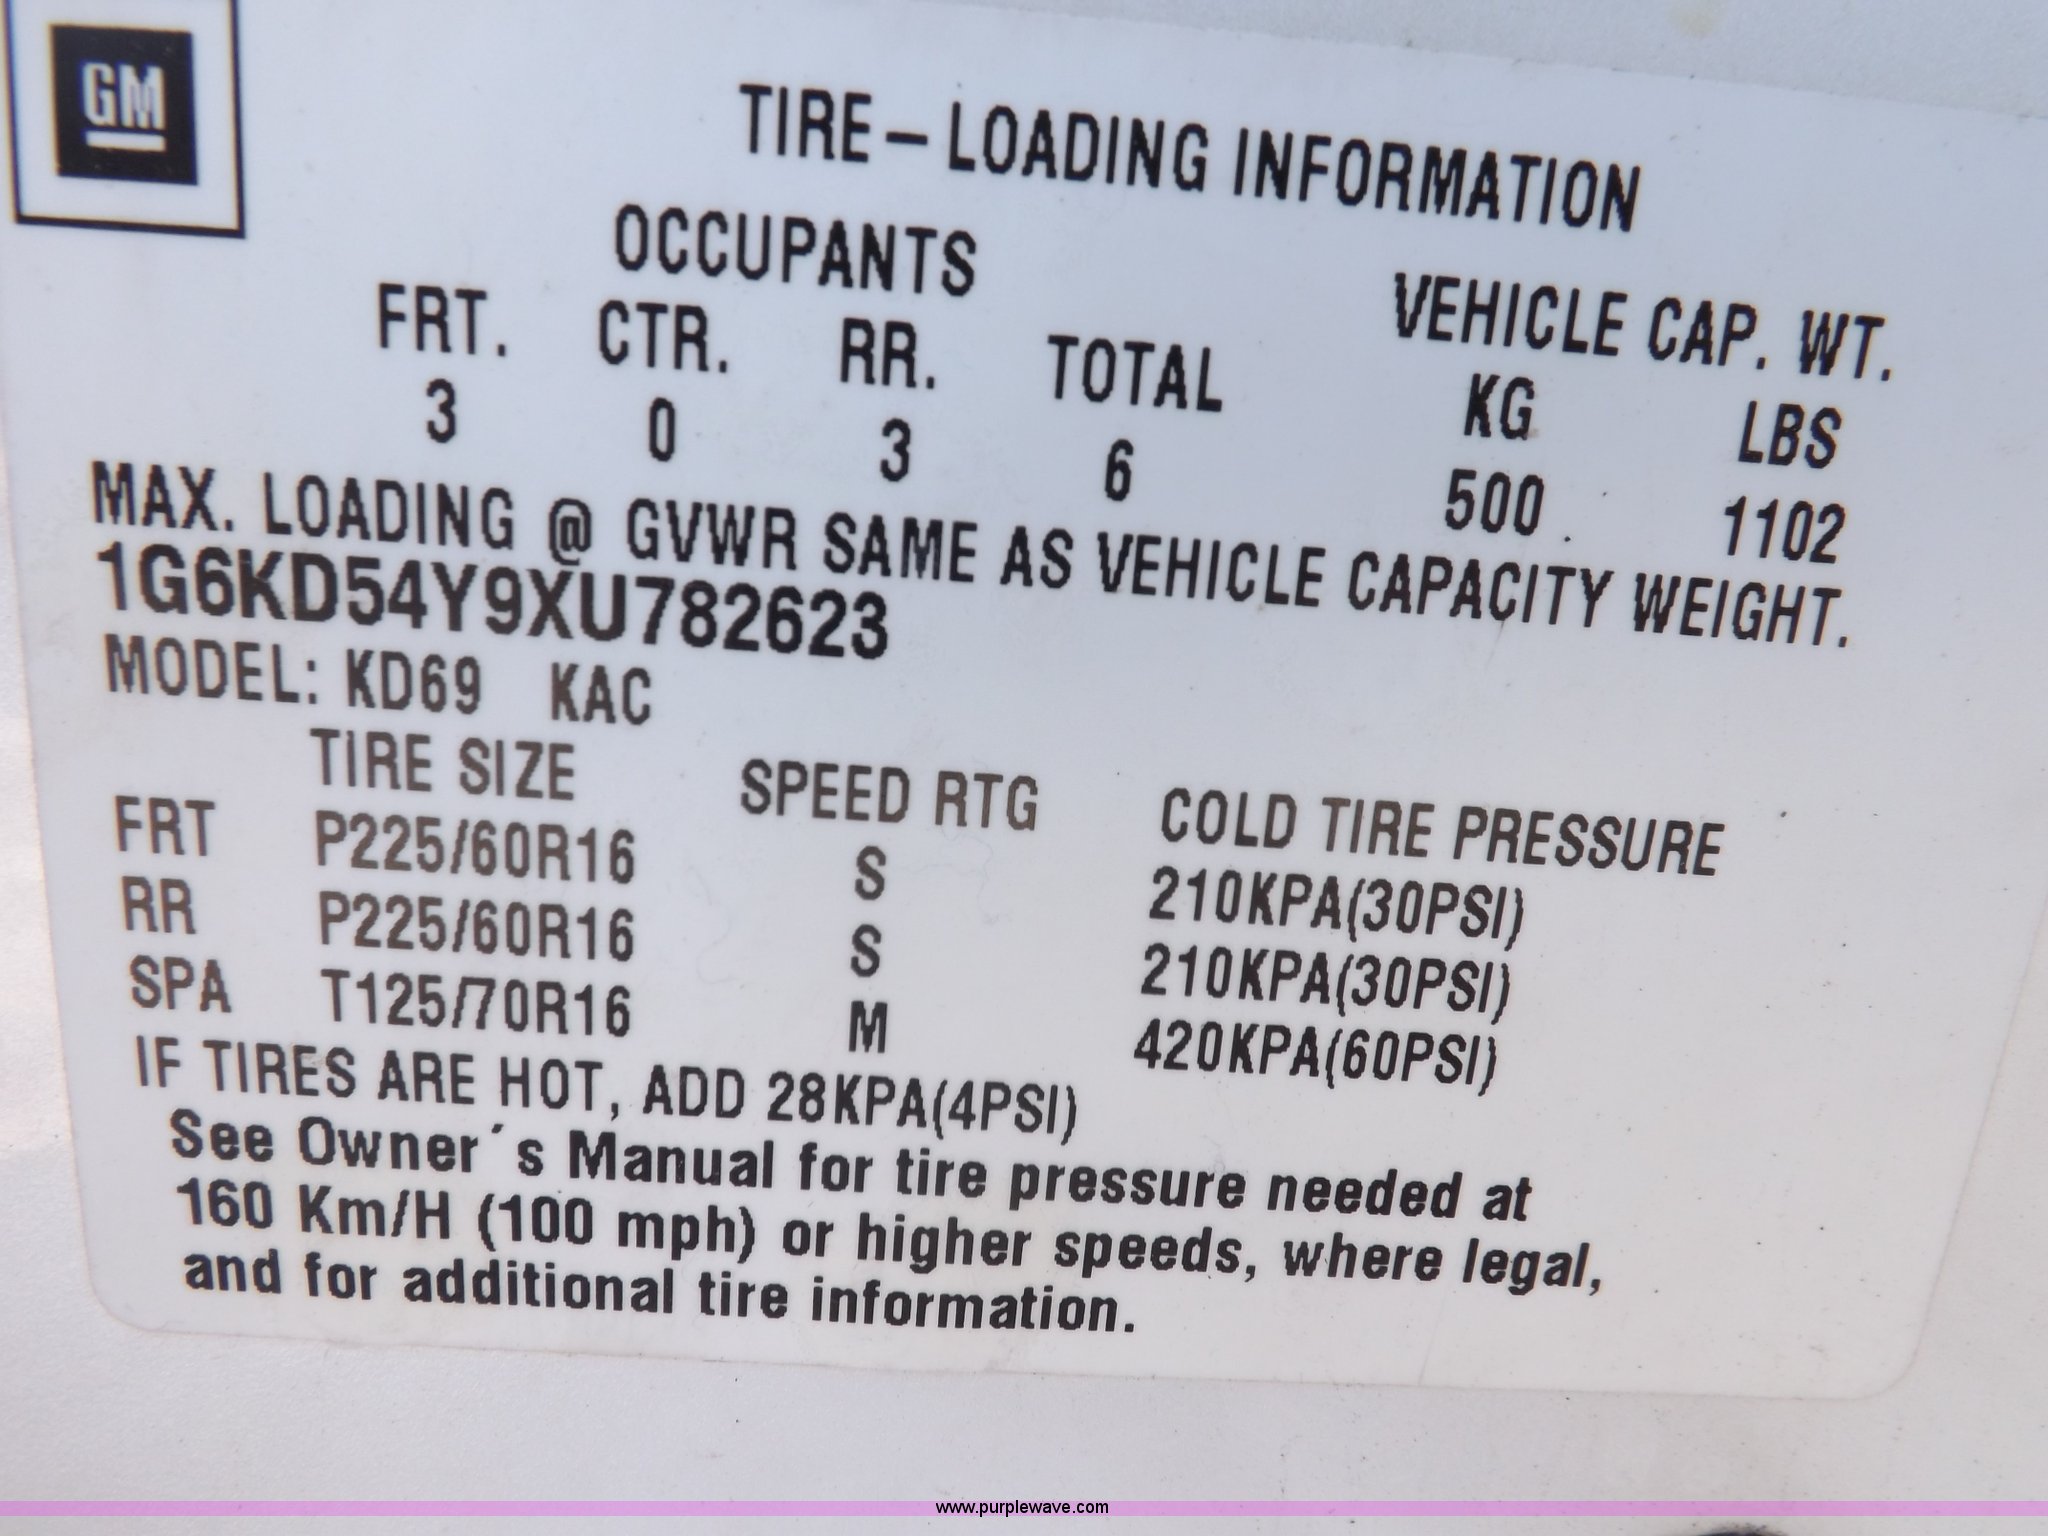 GM
TIRE – LOADING INFORMATION
OCCUPANTS VEHICLE CAP. WT.
FRT. CTR. RR. TOTAL KG LBS
3 0 3 6 500 1102
MAX. LOADING @ GVWR SAME AS VEHICLE CAPACITY WEIGHT.
1G6KD54Y9XU782623
MODEL: KD69 KAC
TIRE SIZE SPEED RTG COLD TIRE PRESSURE
FRT P225/60R16 S 210KPA(30PSI)
RR P225/60R16 S 210KPA(30PSI)
SPA T125/70R16 M 420KPA(60PSI)
IF TIRES ARE HOT, ADD 28KPA(4PSI)
See Owner´s Manual for tire pressure needed at
160 Km/H (100 mph) or higher speeds, where legal,
and for additional tire information.
www.purplewave.com